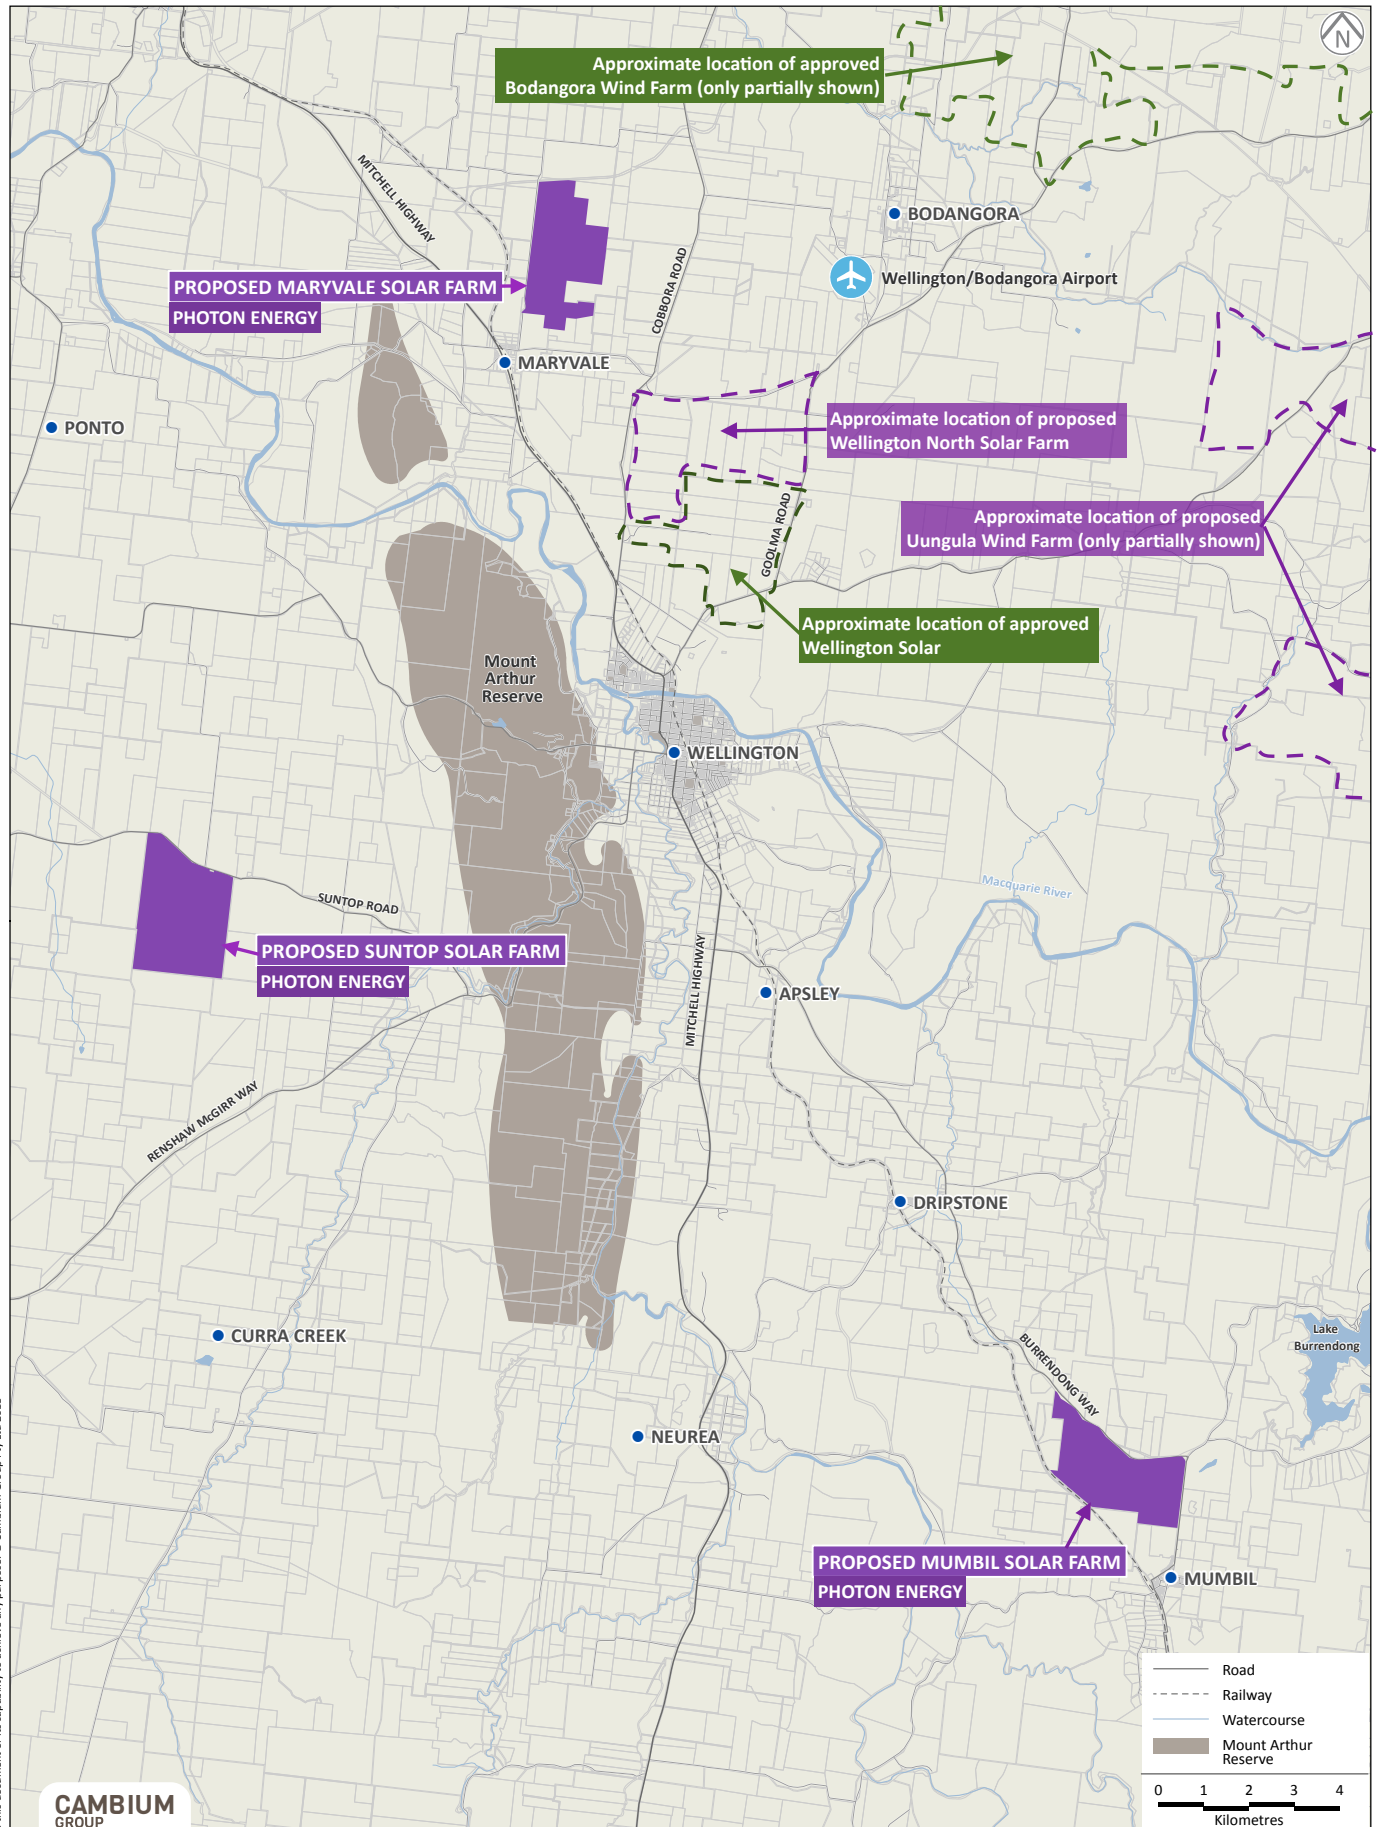 Approximate location of approved
Bodangora Wind Farm (only partially shown)
N
MITCHELL HIGHWAY
BODANGORA
Wellington/Bodangora Airport
COBBORA ROAD
PROPOSED MARYVALE SOLAR FARM
PHOTON ENERGY
MARYVALE
PONTO
Approximate location of proposed
Wellington North Solar Farm
GOOLMA ROAD
Approximate location of proposed
Uungula Wind Farm (only partially shown)
Approximate location of approved
Wellington Solar
Mount
Arthur
Reserve
WELLINGTON
Macquarie River
SUNTOP ROAD
PROPOSED SUNTOP SOLAR FARM
PHOTON ENERGY
MITCHELL HIGHWAY
APSLEY
RENSHAW McGIRR WAY
DRIPSTONE
CURRA CREEK
Lake
Burrendong
BURRENDONG WAY
NEUREA
PROPOSED MUMBIL SOLAR FARM
PHOTON ENERGY
MUMBIL
Road
Railway
Watercourse
Mount Arthur
Reserve
0 1 2 3 4
Kilometres
CAMBIUM
GROUP